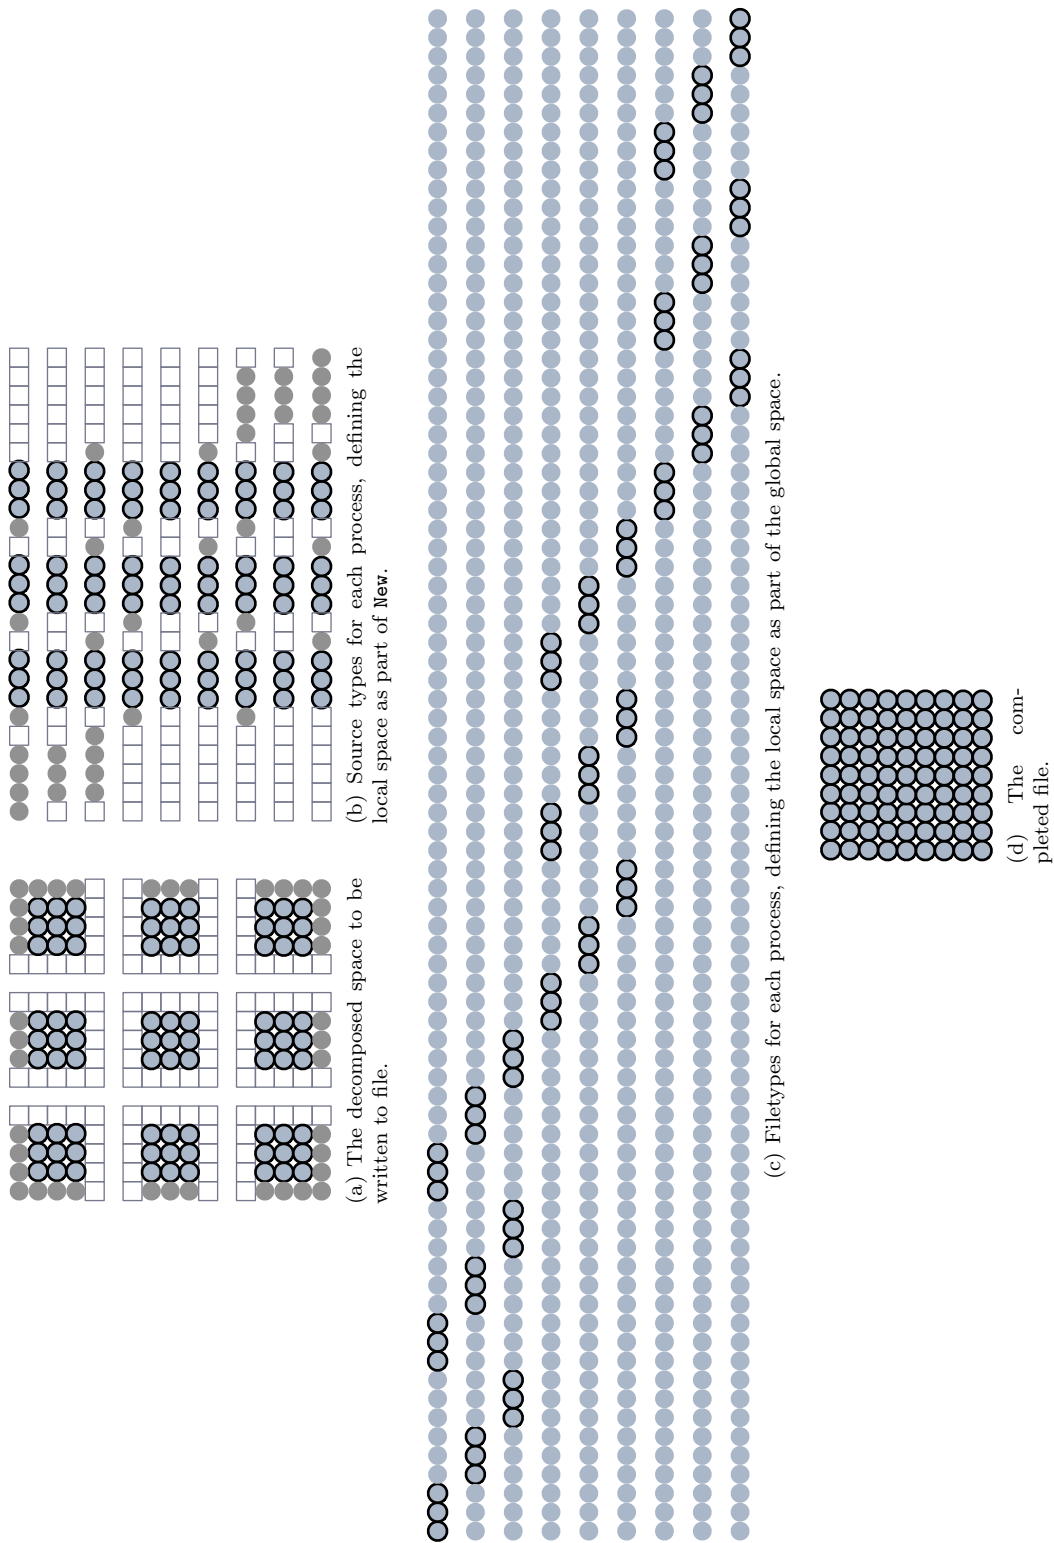 (a) The decomposed space to be
written to file.
(b) Source types for each process, defining the
local space as part of New.
(c) Filetypes for each process, defining the local space as part of the global space.
(d) The com-
pleted file.